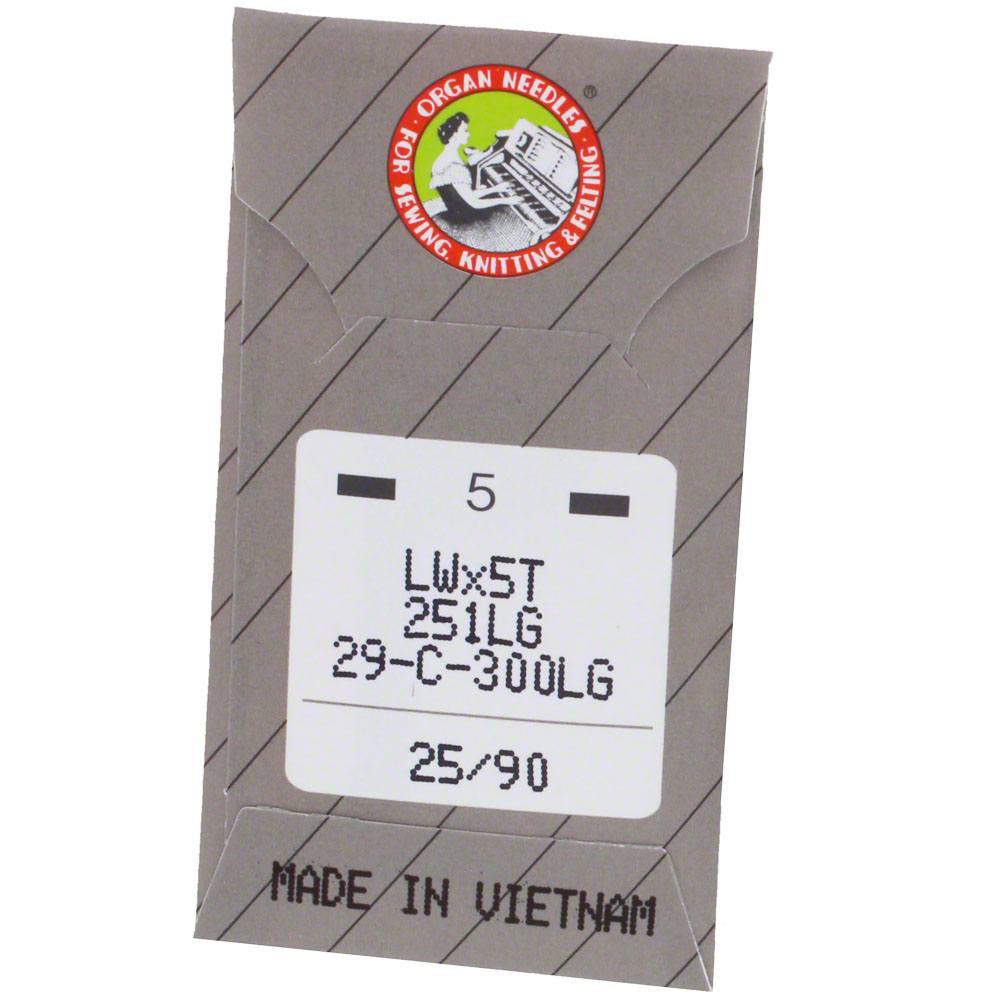 ORGAN NEEDLES ®
· FOR SEWING, KNITTING & FELTING ·
5
LWx5T
251LG
29-C-300LG
25/90
MADE IN VIETNAM